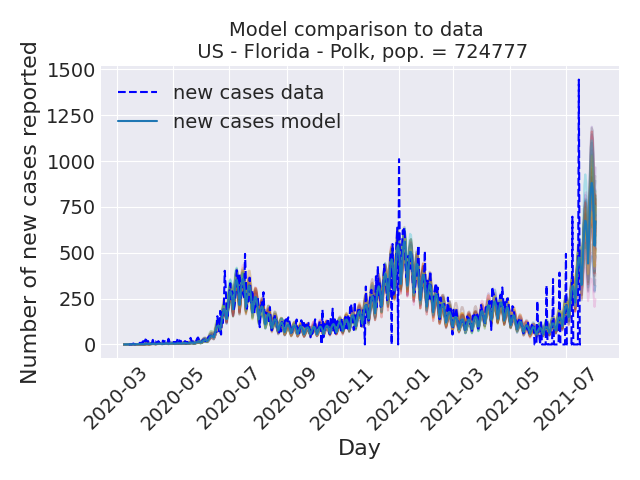 Model comparison to data
US - Florida - Polk, pop. = 724777
Number of new cases reported
1500
1250
1000
750
500
250
0
new cases data
new cases model
2020-03
2020-05
2020-07
2020-09
2020-11
2021-01
2021-03
2021-05
2021-07
Day